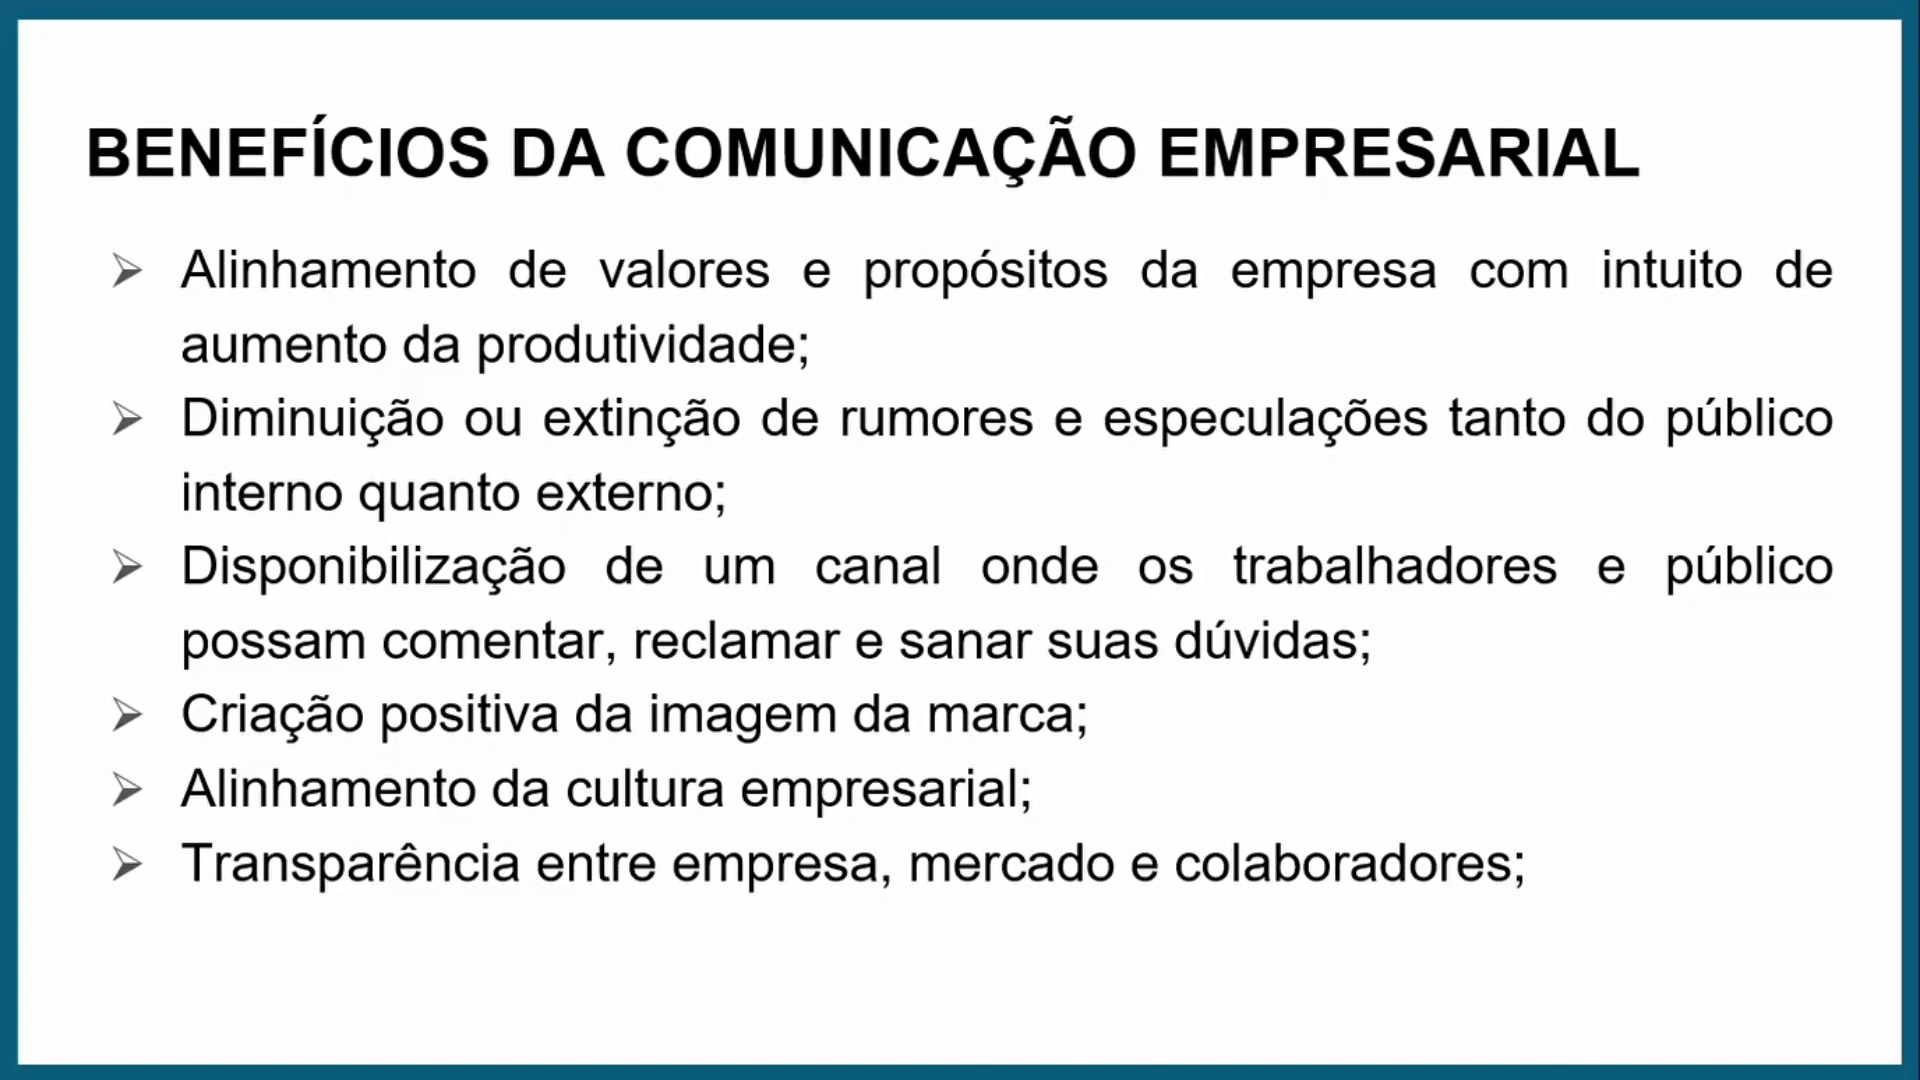 BENEFÍCIOS DA COMUNICAÇÃO EMPRESARIAL
Alinhamento de valores e propósitos da empresa com intuito de
aumento da produtividade;
Diminuição ou extinção de rumores e especulações tanto do público
interno quanto externo;
Disponibilização de um canal onde os trabalhadores e público
possam comentar, reclamar e sanar suas dúvidas;
Criação positiva da imagem da marca;
Alinhamento da cultura empresarial;
Transparência entre empresa, mercado e colaboradores;